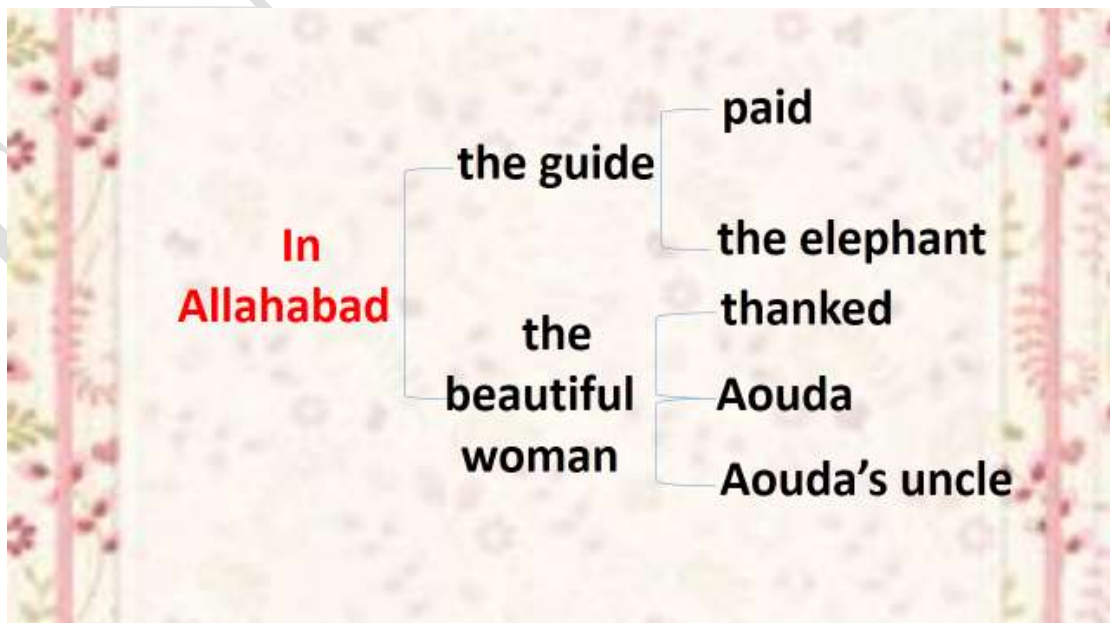 In
Allahabad
the guide
paid
the elephant
the
beautiful
woman
thanked
Aouda
Aouda’s uncle